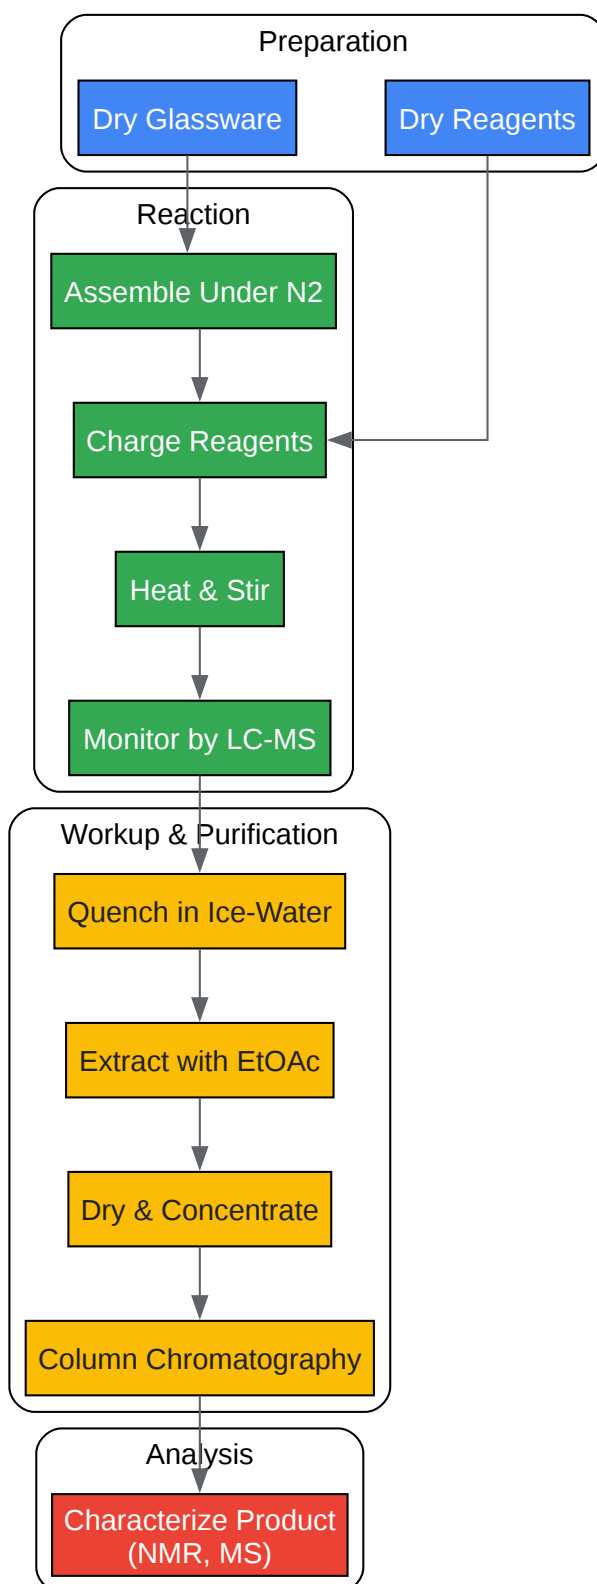 Preparation
Dry Glassware
Dry Reagents
Reaction
Assemble Under N2
Charge Reagents
Heat & Stir
Monitor by LC-MS
Workup & Purification
Quench in Ice-Water
Extract with EtOAc
Dry & Concentrate
Column Chromatography
Analysis
Characterize Product
(NMR, MS)